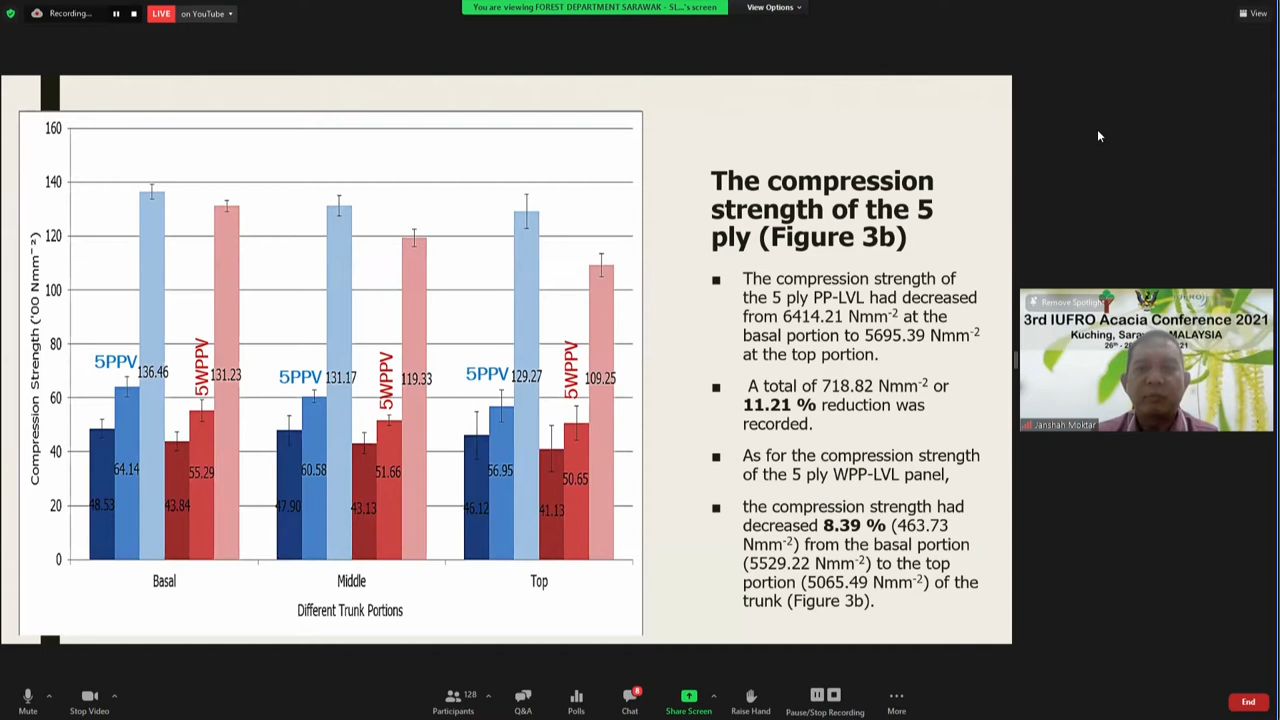 Recording...
LIVE
on YouTube
You are viewing FOREST DEPARTMENT SARAWAK - SL...'s screen
View Options
View
160
140
120
100
80
60
40
20
0
Compression Strength ('00 Nmm⁻²)
5PPV
136.46
5WPPV
131.23
5PPV
131.17
5WPPV
119.33
5PPV
129.27
5WPPV
109.25
64.14
55.29
60.58
51.66
56.95
50.65
48.53
43.84
47.90
43.13
46.12
41.13
Basal
Middle
Top
Different Trunk Portions
The compression
strength of the 5
ply (Figure 3b)
■ The compression strength of
the 5 ply PP-LVL had decreased
from 6414.21 Nmm⁻² at the
basal portion to 5695.39 Nmm⁻²
at the top portion.
■ A total of 718.82 Nmm⁻² or
11.21 % reduction was
recorded.
■ As for the compression strength
of the 5 ply WPP-LVL panel,
■ the compression strength had
decreased 8.39 % (463.73
Nmm⁻²) from the basal portion
(5529.22 Nmm⁻²) to the top
portion (5065.49 Nmm⁻²) of the
trunk (Figure 3b).
Remove Spotlight
3rd IUFRO Acacia Conference 2021
Kuching, Sara MALAYSIA
Janshah Moktar
Mute
Stop Video
128
Participants
Q&A
Polls
8
Chat
Share Screen
Raise Hand
Pause/Stop Recording
More
End